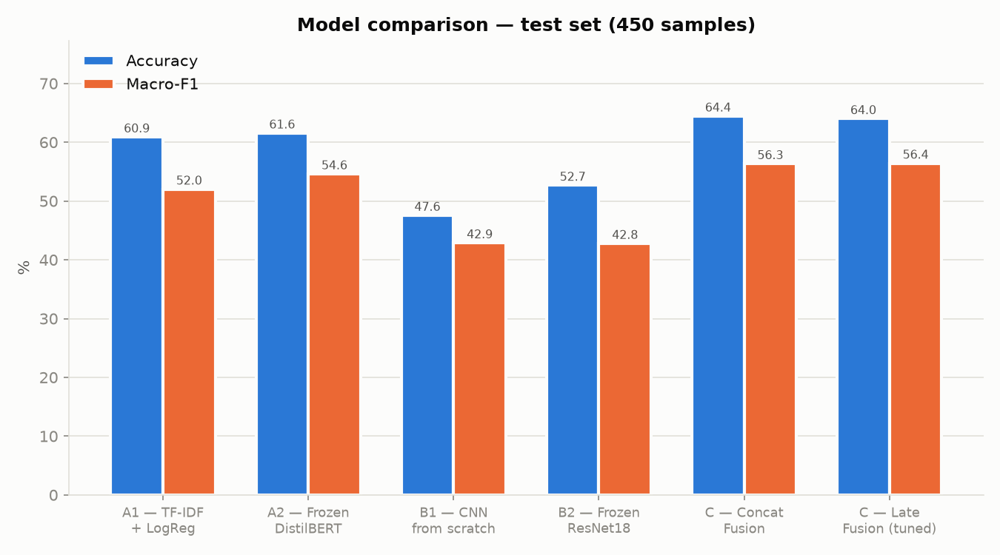 Model comparison — test set (450 samples)
Accuracy
Macro-F1
%
70
60
50
40
30
20
10
0
60.9
52.0
61.6
54.6
47.6
42.9
52.7
42.8
64.4
56.3
64.0
56.4
A1 — TF-IDF
+ LogReg
A2 — Frozen
DistilBERT
B1 — CNN
from scratch
B2 — Frozen
ResNet18
C — Concat
Fusion
C — Late
Fusion (tuned)